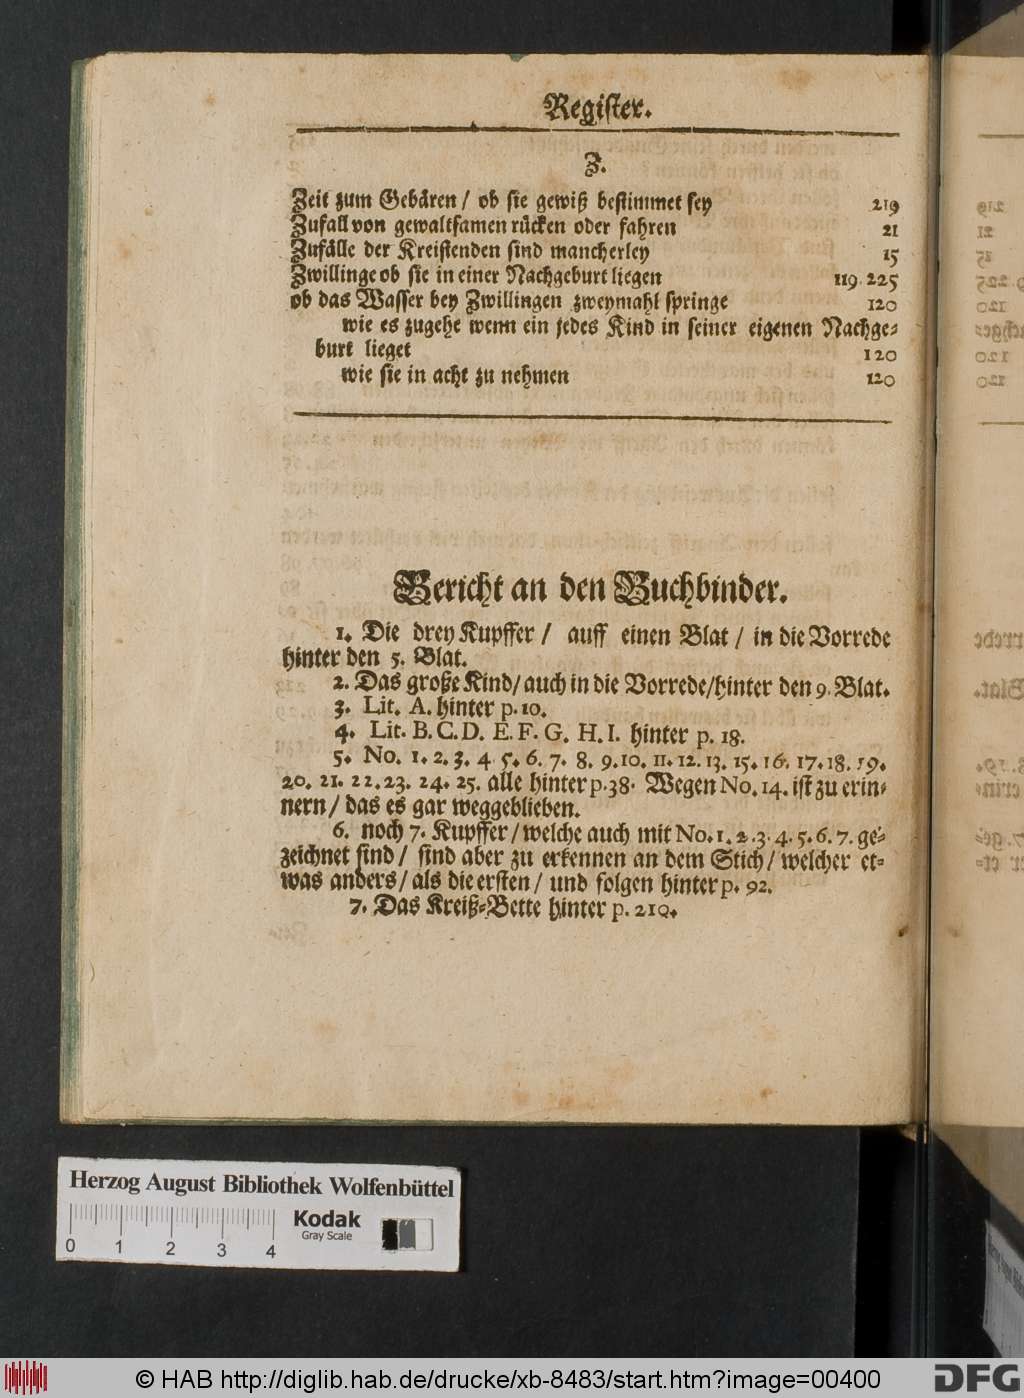 Register.
Z.
Zeit zum Gebären / ob sie gewiß bestimmet sey 219
Zufall von gewaltsamen rücken oder fahren 21
Zufälle der Kreistenden sind mancherley 15
Zwillinge ob sie in einer Nachgeburt liegen 119. 225
ob das Wasser bey Zwillingen zweymahl springe 120
wie es zugehe wenn ein jedes Kind in seiner eigenen Nachge-
burt lieget 120
wie sie in acht zu nehmen 120
Bericht an den Buchbinder.
1. Die drey Kupffer / auff einen Blat / in die Vorrede
hinter den 5. Blat.
2. Das große Kind / auch in die Vorrede / hinter den 9. Blat.
3. Lit. A. hinter p. 10.
4. Lit. B. C. D. E. F. G. H. I. hinter p. 18.
5. No. 1. 2. 3. 4 5. 6. 7. 8. 9. 10. 11. 12. 13. 15. 16. 17. 18. 19.
20. 21. 22. 23. 24. 25. alle hinter p. 38. Wegen No. 14. ist zu erin-
nern / das es gar weggeblieben.
6. noch 7. Kupffer / welche auch mit No. 1. 2. 3. 4. 5. 6. 7. ge-
zeichnet sind / sind aber zu erkennen an dem Stich / welcher et-
was anders / als die ersten / und folgen hinter p. 92.
7. Das Kreiß-Bette hinter p. 210.
Herzog August Bibliothek Wolfenbüttel
Kodak
Gray Scale
0 1 2 3 4
© HAB http://diglib.hab.de/drucke/xb-8483/start.htm?image=00400
DFG